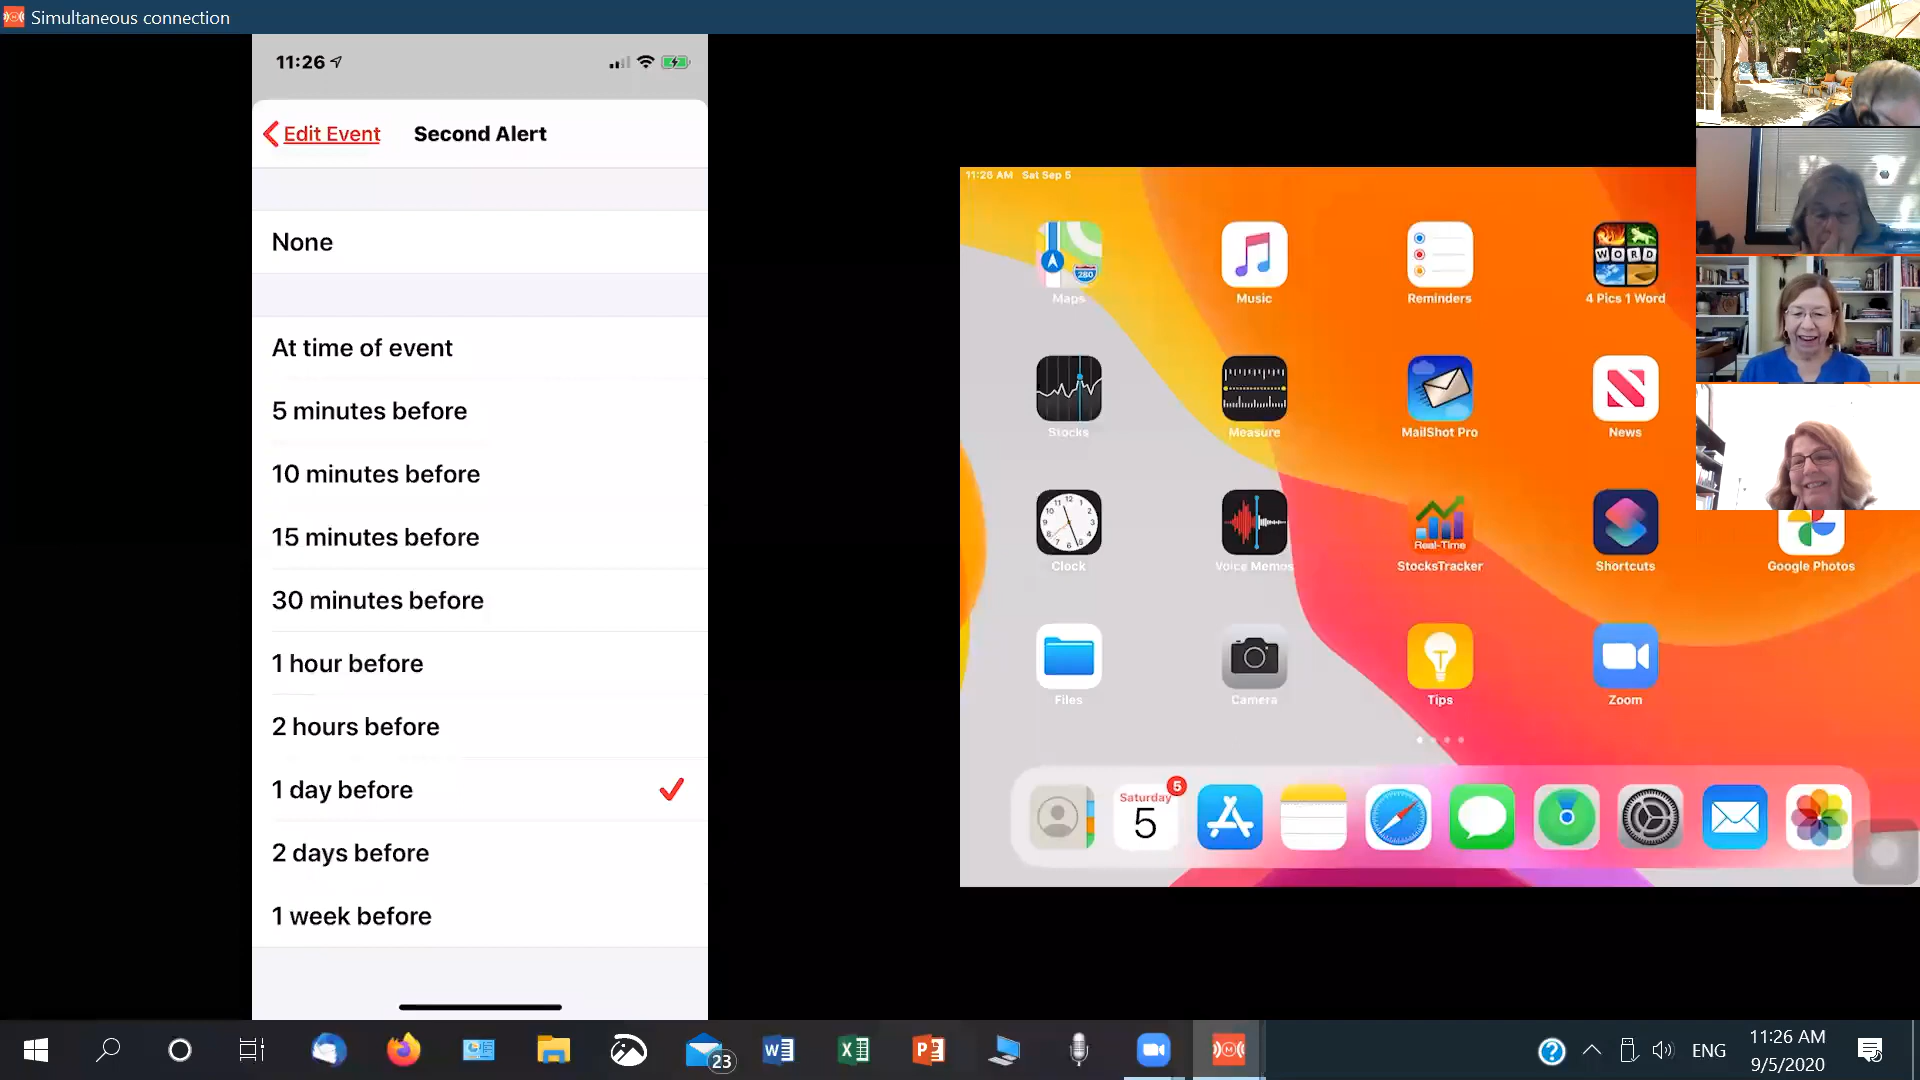 Simultaneous connection
11:26
Edit Event
Second Alert
None
At time of event
5 minutes before
10 minutes before
15 minutes before
30 minutes before
1 hour before
2 hours before
1 day before
2 days before
1 week before
11:26 AM Sat Sep 5
280
WORD
Maps
Music
Reminders
4 Pics 1 Word
Stocks
Measure
MailShot Pro
News
Real-Time
Clock
Voice Memos
StocksTracker
Shortcuts
Google Photos
Files
Camera
Tips
Zoom
Saturday
5
5
23
ENG
11:26 AM
9/5/2020